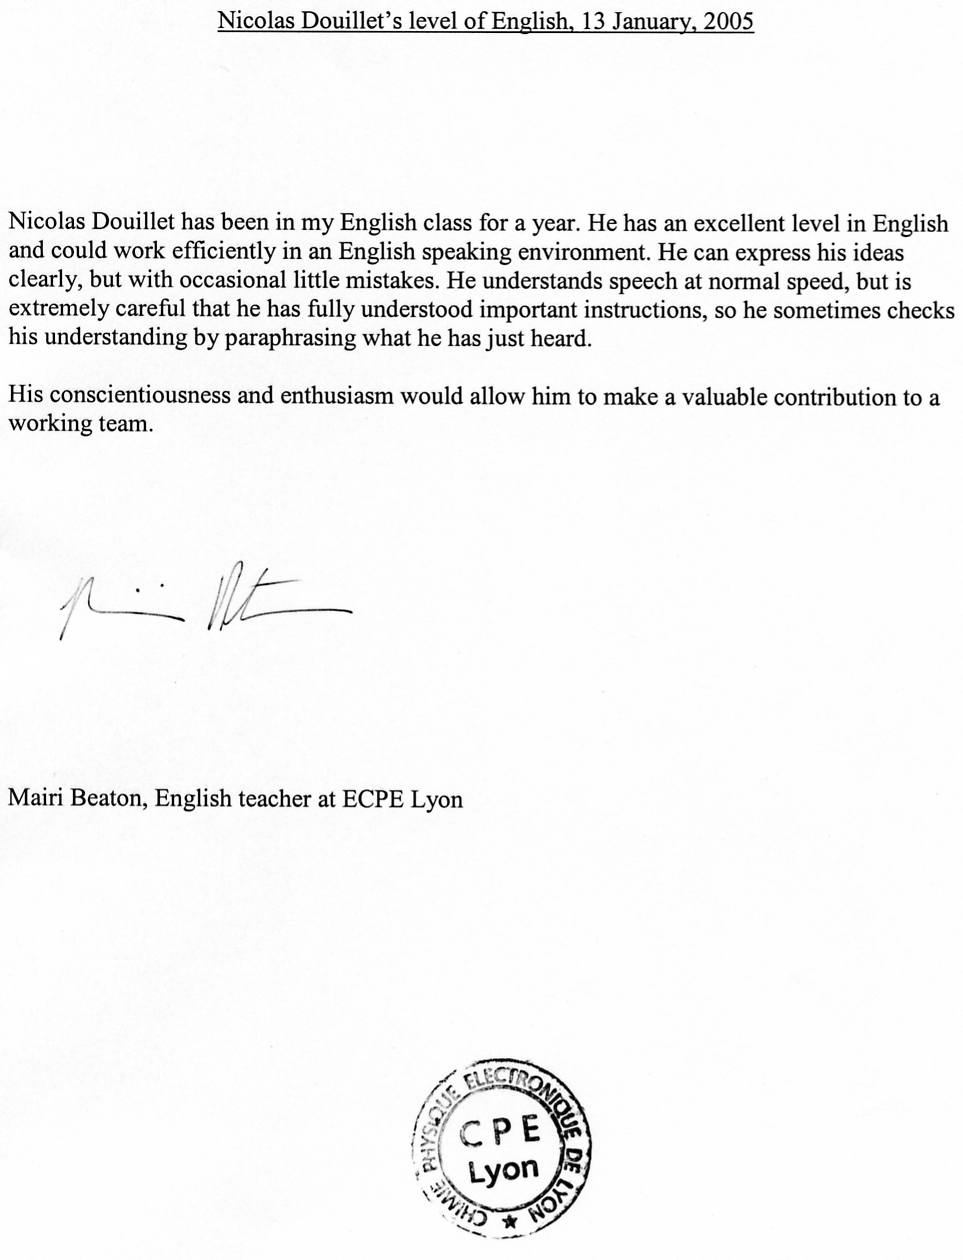 Nicolas Douillet's level of English, 13 January, 2005
Nicolas Douillet has been in my English class for a year. He has an excellent level in English
and could work efficiently in an English speaking environment. He can express his ideas
clearly, but with occasional little mistakes. He understands speech at normal speed, but is
extremely careful that he has fully understood important instructions, so he sometimes checks
his understanding by paraphrasing what he has just heard.
His conscientiousness and enthusiasm would allow him to make a valuable contribution to a
working team.
Mairi Beaton, English teacher at ECPE Lyon
CHIMIE PHYSIQUE ELECTRONIQUE DE LYON
CPE
Lyon